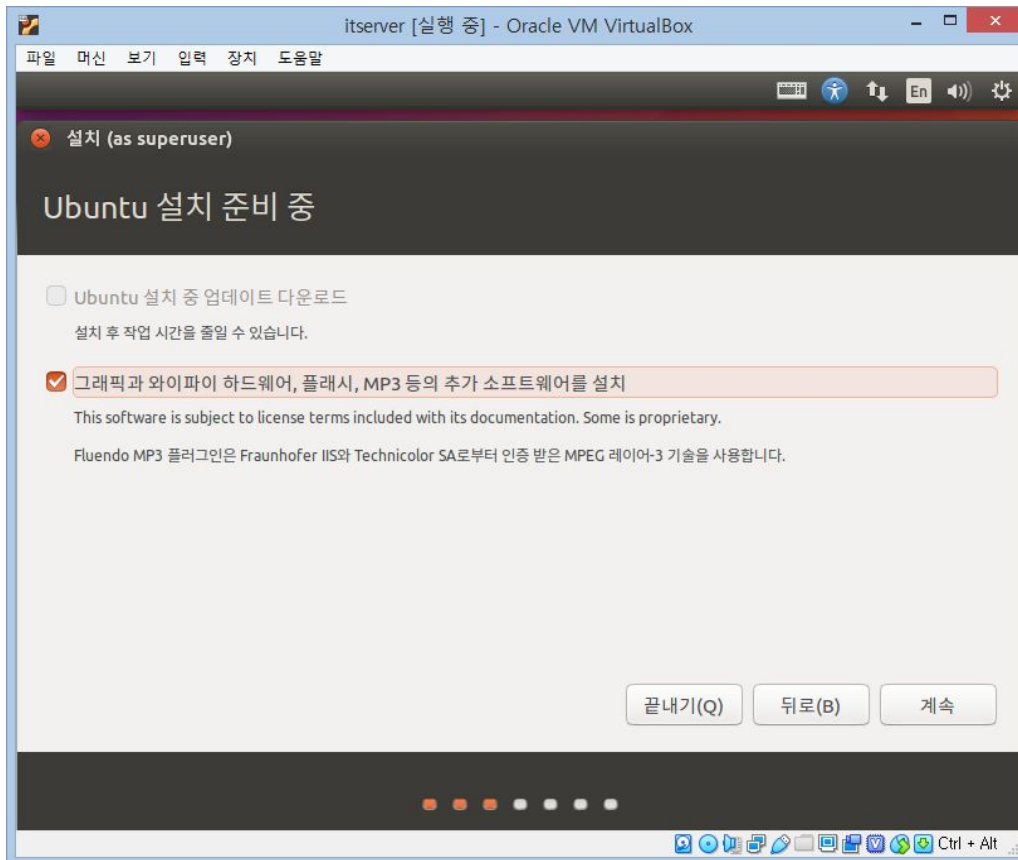 itserver [실행 중] - Oracle VM VirtualBox
파일 머신 보기 입력 장치 도움말
En
설치 (as superuser)
Ubuntu 설치 준비 중
Ubuntu 설치 중 업데이트 다운로드
설치 후 작업 시간을 줄일 수 있습니다.
그래픽과 와이파이 하드웨어, 플래시, MP3 등의 추가 소프트웨어를 설치
This software is subject to license terms included with its documentation. Some is proprietary.
Fluendo MP3 플러그인은 Fraunhofer IIS와 Technicolor SA로부터 인증 받은 MPEG 레이어-3 기술을 사용합니다.
끝내기(Q) 뒤로(B) 계속
Ctrl + Alt